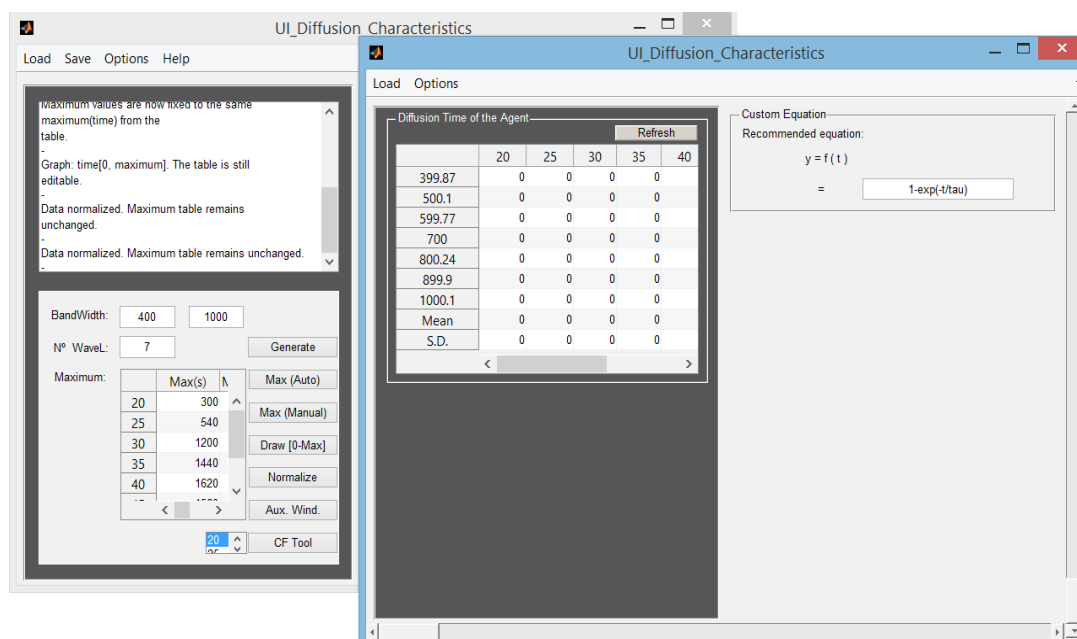 UI_Diffusion_Characteristics
Load Save Options Help
Maximum values are now fixed to the same
maximum(time) from the
table.
-
Graph: time[0, maximum]. The table is still
editable.
-
Data normalized. Maximum table remains
unchanged.
-
Data normalized. Maximum table remains unchanged.
-
BandWidth: 400 1000
Nº WaveL: 7 Generate
Maximum:
Max(s)
20 300
25 540
30 1200
35 1440
40 1620
Max (Auto)
Max (Manual)
Draw [0-Max]
Normalize
Aux. Wind.
20
CF Tool
UI_Diffusion_Characteristics
Load Options
Diffusion Time of the Agent
Refresh
20 25 30 35 40
399.87 0 0 0 0
500.1 0 0 0 0
599.77 0 0 0 0
700 0 0 0 0
800.24 0 0 0 0
899.9 0 0 0 0
1000.1 0 0 0 0
Mean 0 0 0 0
S.D. 0 0 0 0
Custom Equation
Recommended equation:
y = f ( t )
= 1-exp(-t/tau)